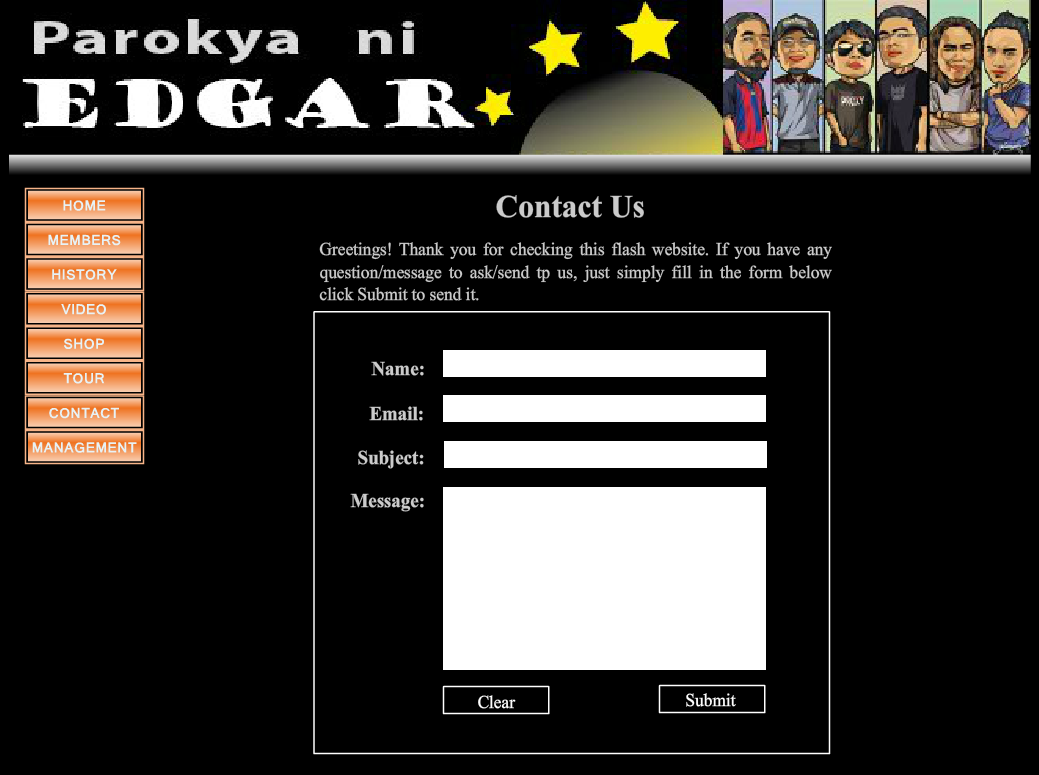 Parokya ni
EDGAR
HOME
MEMBERS
HISTORY
VIDEO
SHOP
TOUR
CONTACT
MANAGEMENT
Contact Us
Greetings! Thank you for checking this flash website. If you have any
question/message to ask/send tp us, just simply fill in the form below
click Submit to send it.
Name:
Email:
Subject:
Message:
Clear
Submit